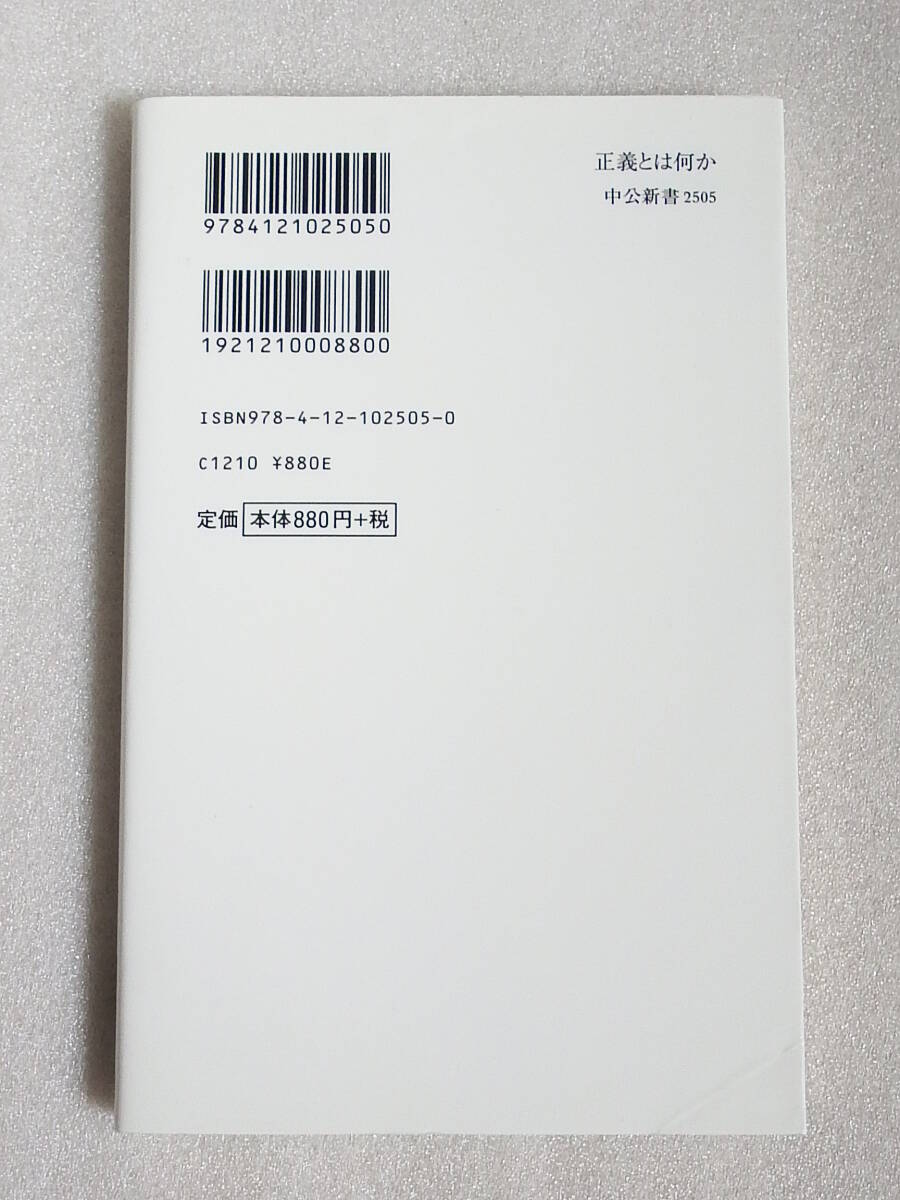 正義とは何か
中公新書 2505
9784121025050
1921210008800
ISBN978-4-12-102505-0
C1210 ¥880E
定価 本体880円+税